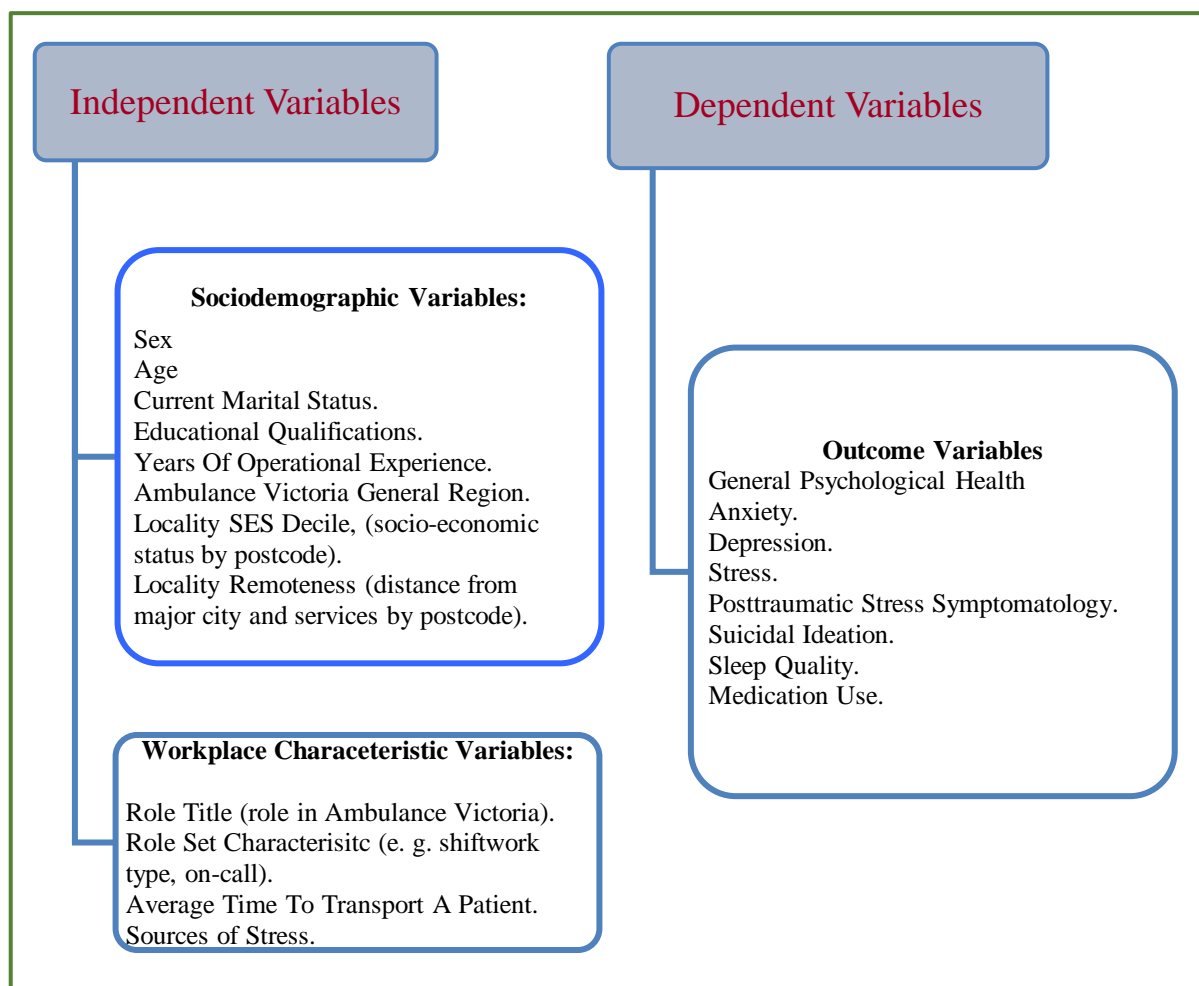 Independent Variables
Dependent Variables
Sociodemographic Variables:
Sex
Age
Current Marital Status.
Educational Qualifications.
Years Of Operational Experience.
Ambulance Victoria General Region.
Locality SES Decile, (socio-economic
status by postcode).
Locality Remoteness (distance from
major city and services by postcode).
Workplace Characeteristic Variables:
Role Title (role in Ambulance Victoria).
Role Set Characterisitc (e. g. shiftwork
type, on-call).
Average Time To Transport A Patient.
Sources of Stress.
Outcome Variables
General Psychological Health
Anxiety.
Depression.
Stress.
Posttraumatic Stress Symptomatology.
Suicidal Ideation.
Sleep Quality.
Medication Use.